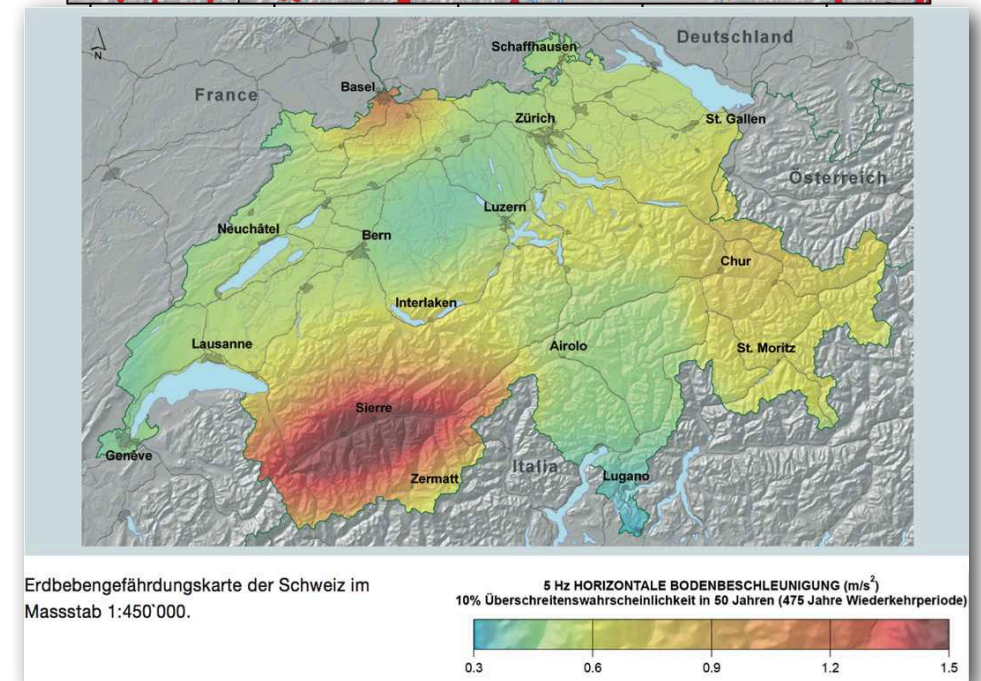 N
Schaffhausen
Deutschland
Basel
France
Zürich
St. Gallen
Österreich
Luzern
Neuchâtel
Bern
Chur
Interlaken
Lausanne
Airolo
St. Moritz
Sierre
Genève
Italia
Zermatt
Lugano
Erdbebengefährdungskarte der Schweiz im
Massstab 1:450`000.
5 Hz HORIZONTALE BODENBESCHLEUNIGUNG (m/s²)
10% Überschreitenswahrscheinlichkeit in 50 Jahren (475 Jahre Wiederkehrperiode)
0.3 0.6 0.9 1.2 1.5